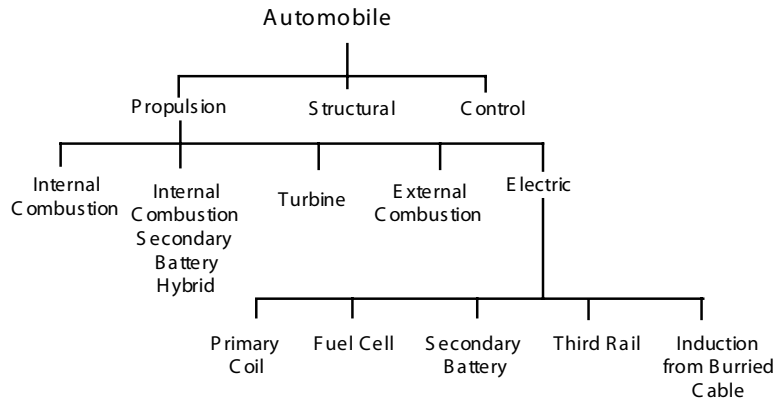 Automobile
Propulsion
Structural
Control
Internal
Combustion
Internal
Combustion
Secondary
Battery
Hybrid
Turbine
External
Combustion
Electric
Primary
Coil
Fuel Cell
Secondary
Battery
Third Rail
Induction
from Burried
Cable